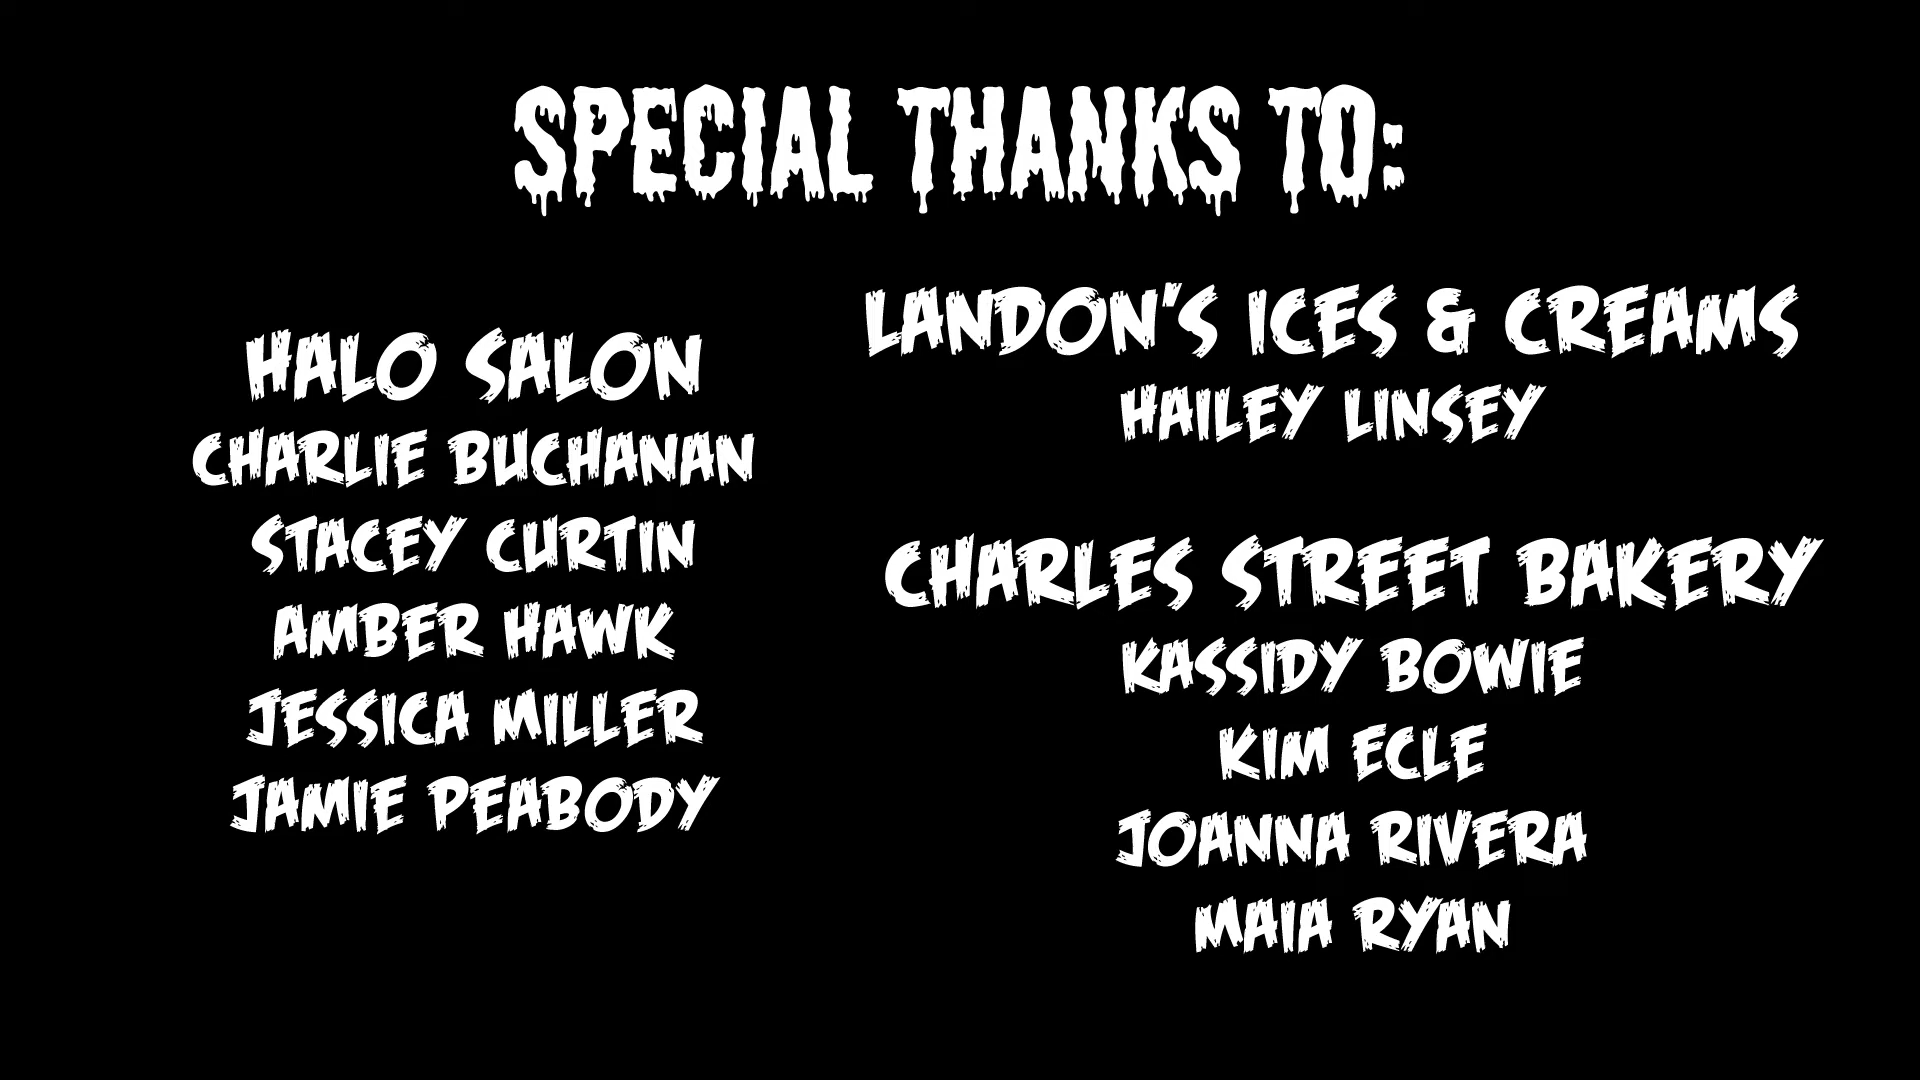 SPECIAL THANKS TO:
HALO SALON
CHARLIE BUCHANAN
STACEY CURTIN
AMBER HAWK
JESSICA MILLER
JAMIE PEABODY
LANDON'S ICES & CREAMS
HAILEY LINSEY
CHARLES STREET BAKERY
KASSIDY BOWIE
KIM ECLE
JOANNA RIVERA
MAIA RYAN